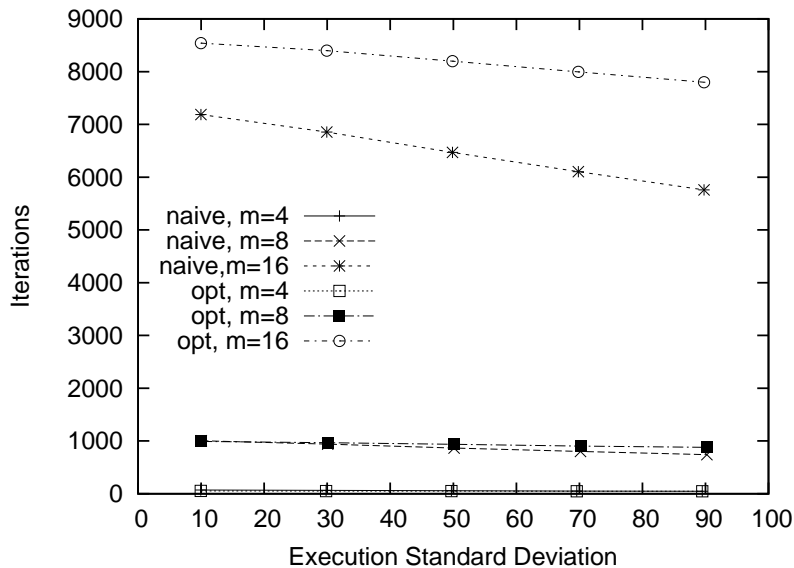 9000
8000
7000
6000
5000
4000
3000
2000
1000
0
Iterations
naive, m=4
naive, m=8
naive,m=16
opt, m=4
opt, m=8
opt, m=16
0 10 20 30 40 50 60 70 80 90 100
Execution Standard Deviation